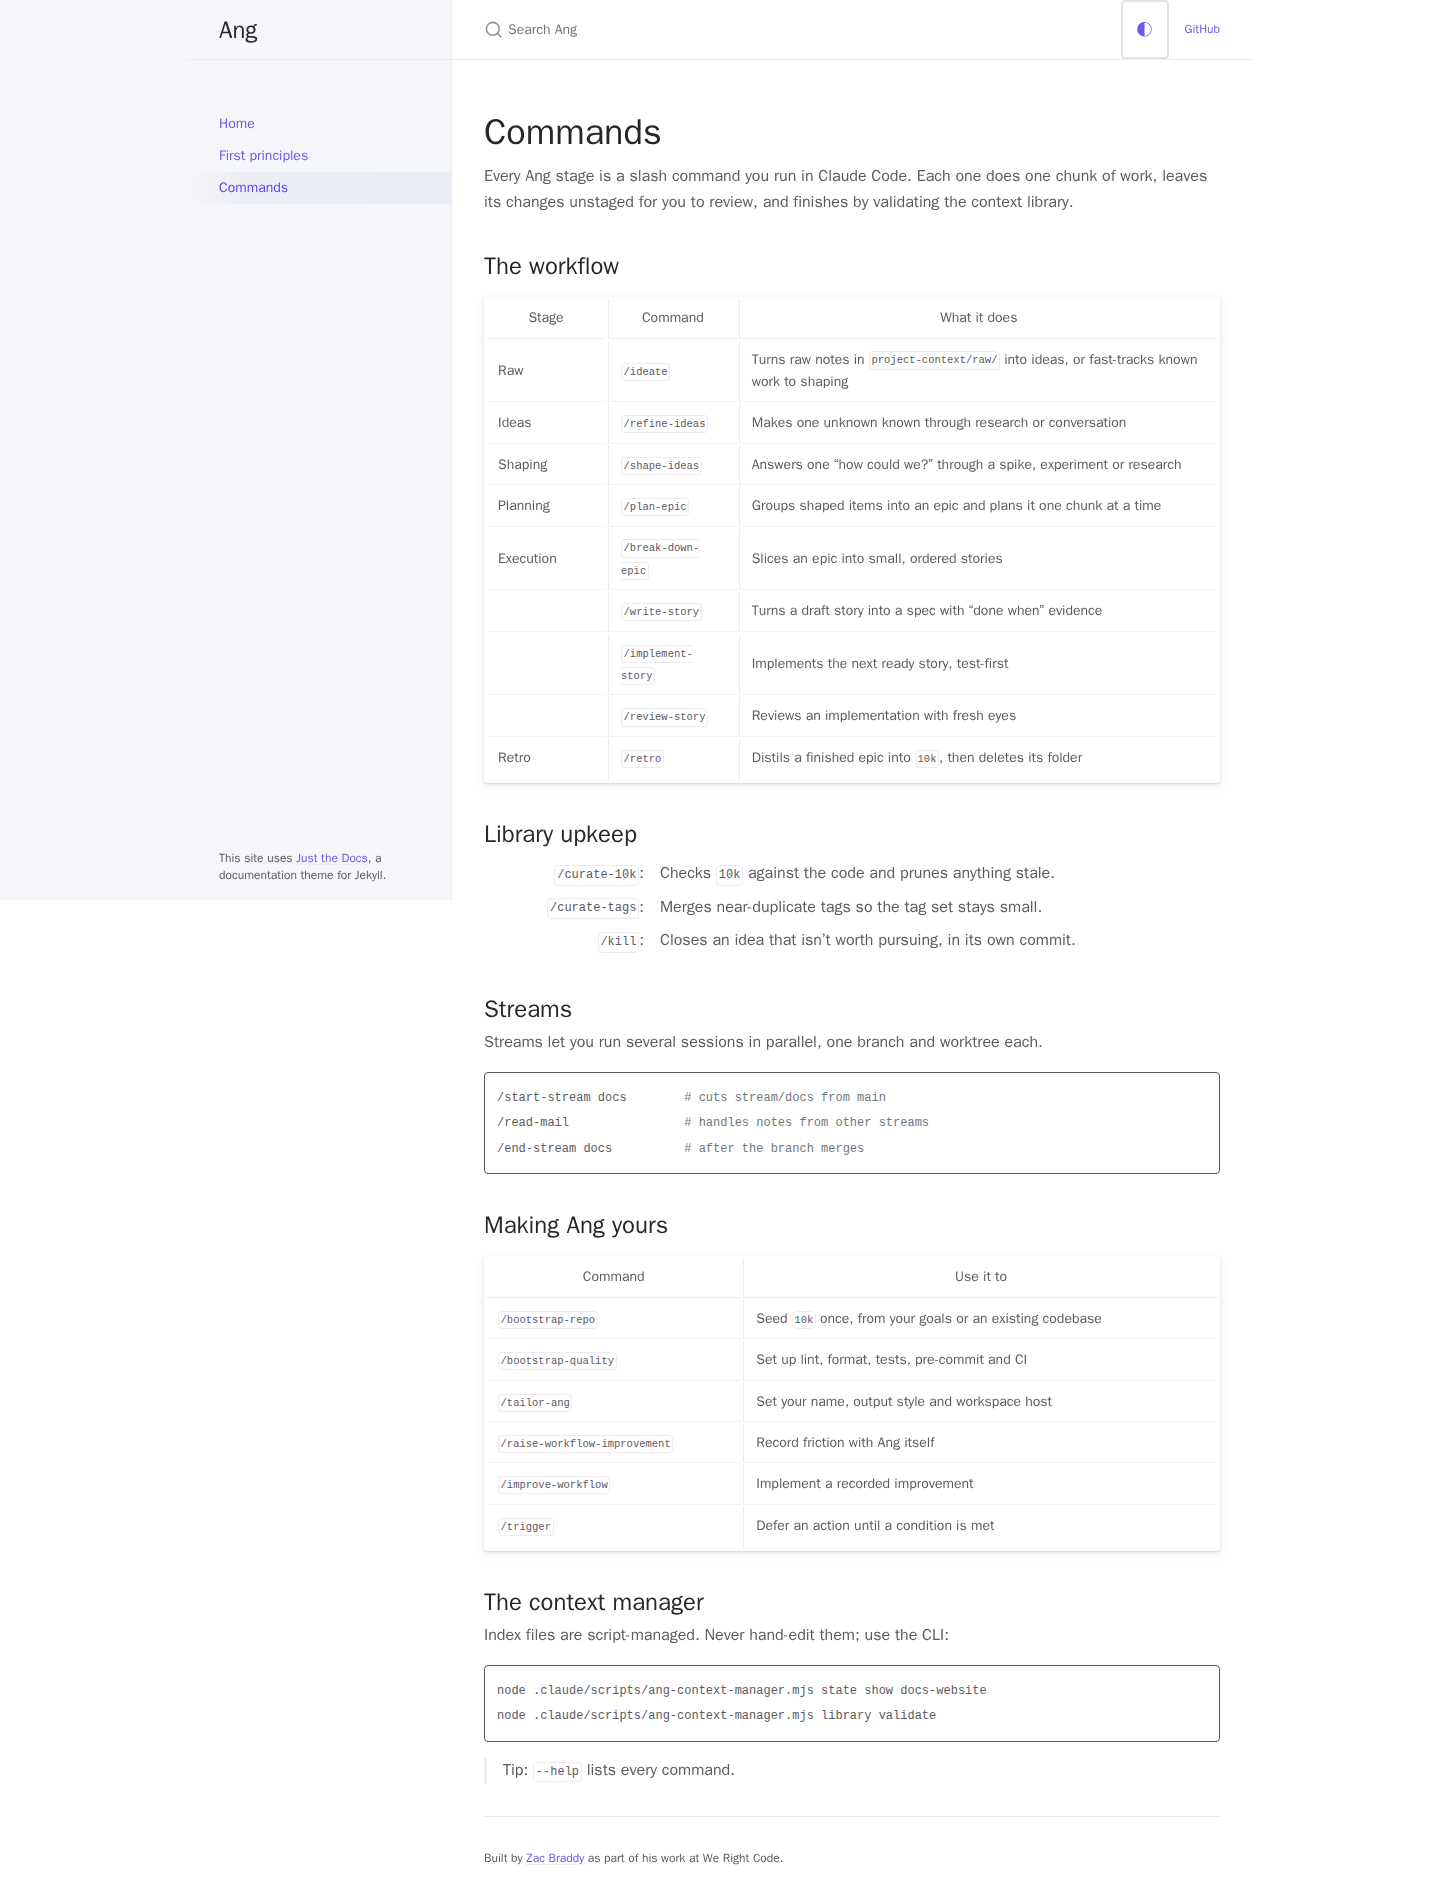 Ang
Search Ang
GitHub
Home
First principles
Commands
This site uses Just the Docs, a
documentation theme for Jekyll.
Commands
Every Ang stage is a slash command you run in Claude Code. Each one does one chunk of work, leaves
its changes unstaged for you to review, and finishes by validating the context library.
The workflow
Stage Command What it does
Raw /ideate Turns raw notes in project-context/raw/ into ideas, or fast-tracks known
work to shaping
Ideas /refine-ideas Makes one unknown known through research or conversation
Shaping /shape-ideas Answers one “how could we?” through a spike, experiment or research
Planning /plan-epic Groups shaped items into an epic and plans it one chunk at a time
Execution /break-down-
epic Slices an epic into small, ordered stories
/write-story Turns a draft story into a spec with “done when” evidence
/implement-
story Implements the next ready story, test-first
/review-story Reviews an implementation with fresh eyes
Retro /retro Distils a finished epic into 10k, then deletes its folder
Library upkeep
/curate-10k: Checks 10k against the code and prunes anything stale.
/curate-tags: Merges near-duplicate tags so the tag set stays small.
/kill: Closes an idea that isn’t worth pursuing, in its own commit.
Streams
Streams let you run several sessions in parallel, one branch and worktree each.
/start-stream docs # cuts stream/docs from main
/read-mail # handles notes from other streams
/end-stream docs # after the branch merges
Making Ang yours
Command Use it to
/bootstrap-repo Seed 10k once, from your goals or an existing codebase
/bootstrap-quality Set up lint, format, tests, pre-commit and CI
/tailor-ang Set your name, output style and workspace host
/raise-workflow-improvement Record friction with Ang itself
/improve-workflow Implement a recorded improvement
/trigger Defer an action until a condition is met
The context manager
Index files are script-managed. Never hand-edit them; use the CLI:
node .claude/scripts/ang-context-manager.mjs state show docs-website
node .claude/scripts/ang-context-manager.mjs library validate
Tip: --help lists every command.
Built by Zac Braddy as part of his work at We Right Code.